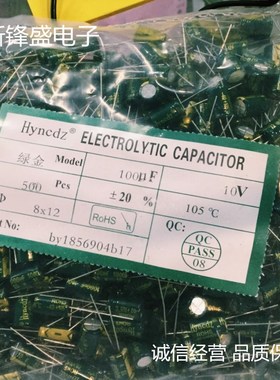 锋盛电子
Hyncdz® ELECTROLYTIC CAPACITOR
绿金 Model 100μF 10V
500 Pcs ±20% 105℃
D 8x12 RoHS QC:
QC
PASS
08
by1856904b17
诚信经营 品质保